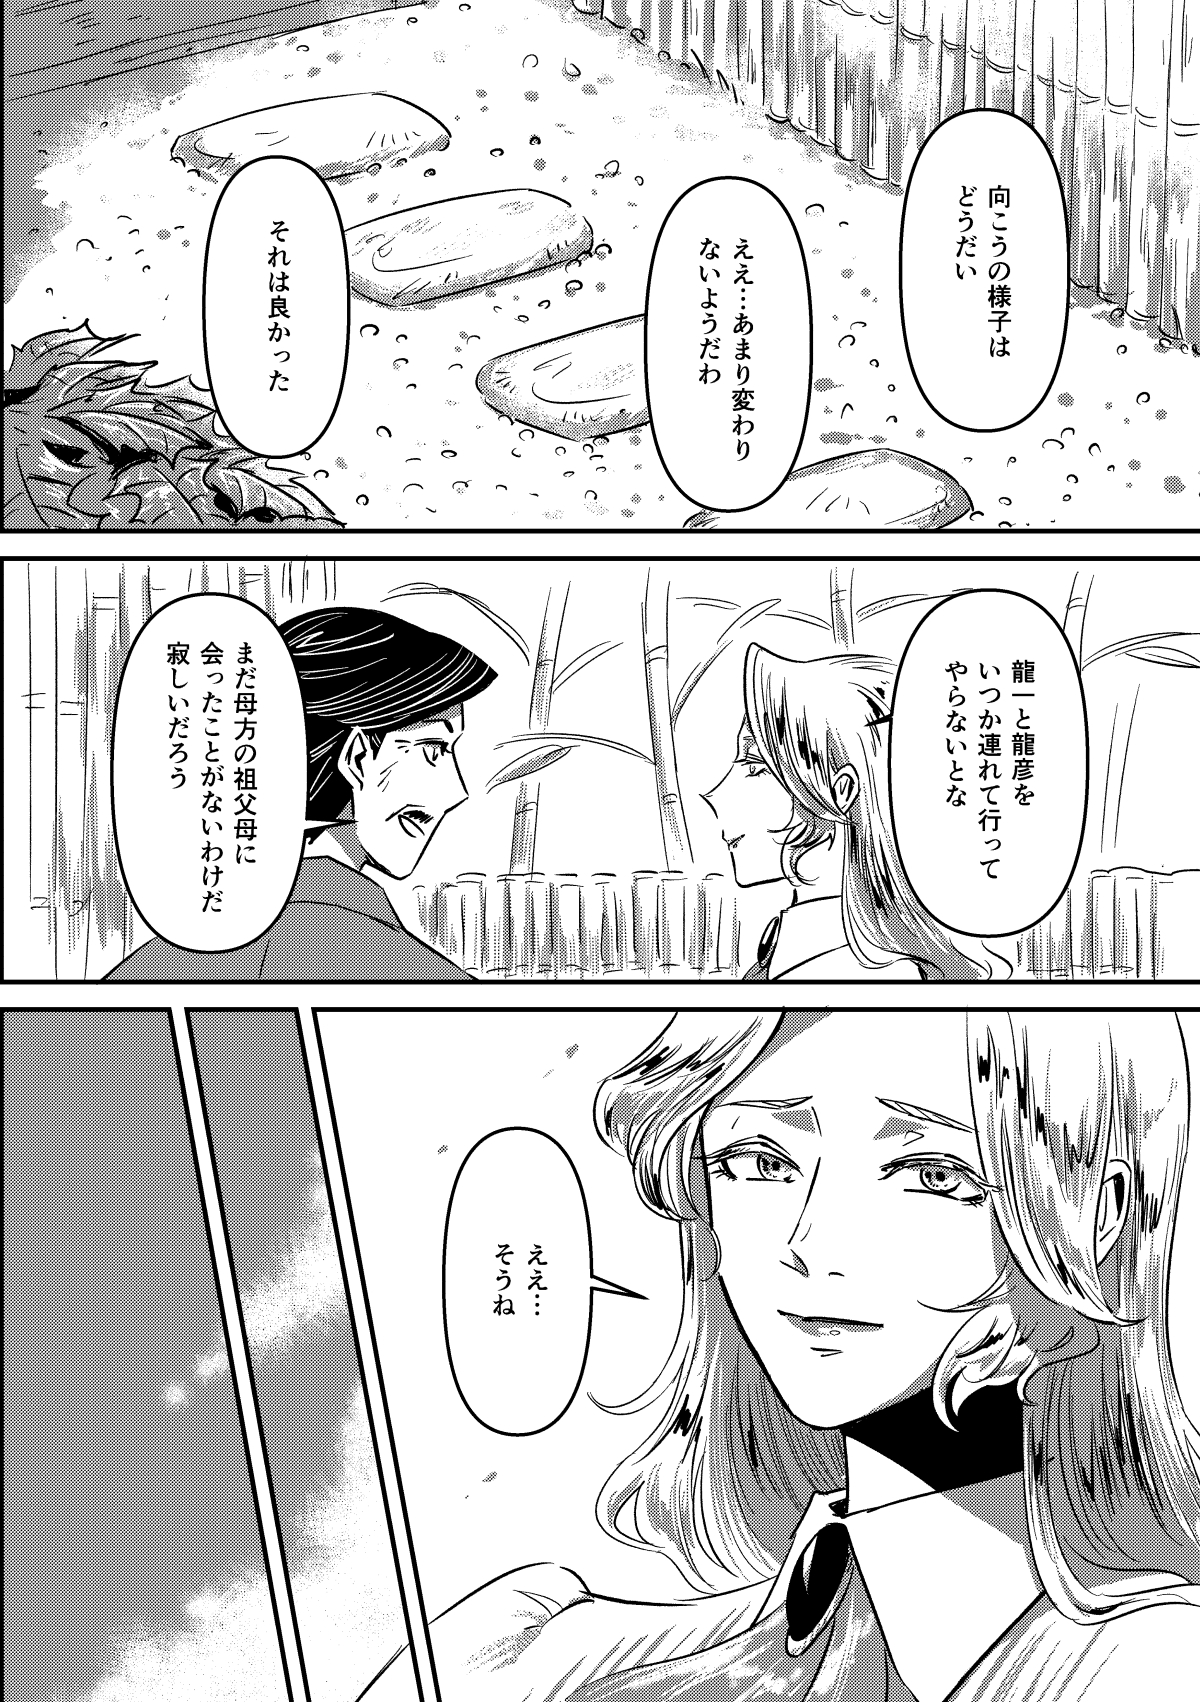 向こうの様子は
どうだい
ええ…あまり変わり
ないようだわ
それは良かった
龍一と龍彦を
いつか連れて行って
やらないとな
まだ母方の祖父母に
会ったことがないわけだ
寂しいだろう
ええ…
そうね